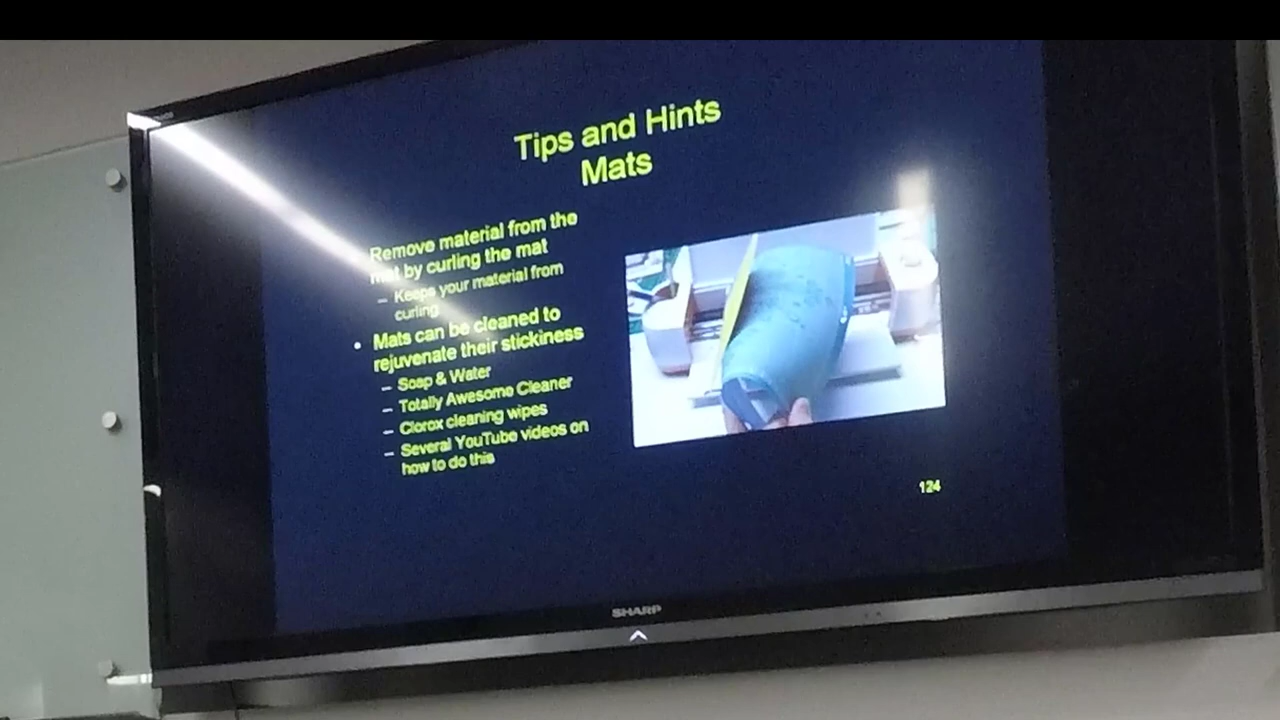 Tips and Hints
Mats
Remove material from the
mat by curling the mat
– Keeps your material from
curling
• Mats can be cleaned to
rejuvenate their stickiness
– Soap & Water
– Totally Awesome Cleaner
– Clorox cleaning wipes
– Several YouTube videos on
how to do this
124
SHARP